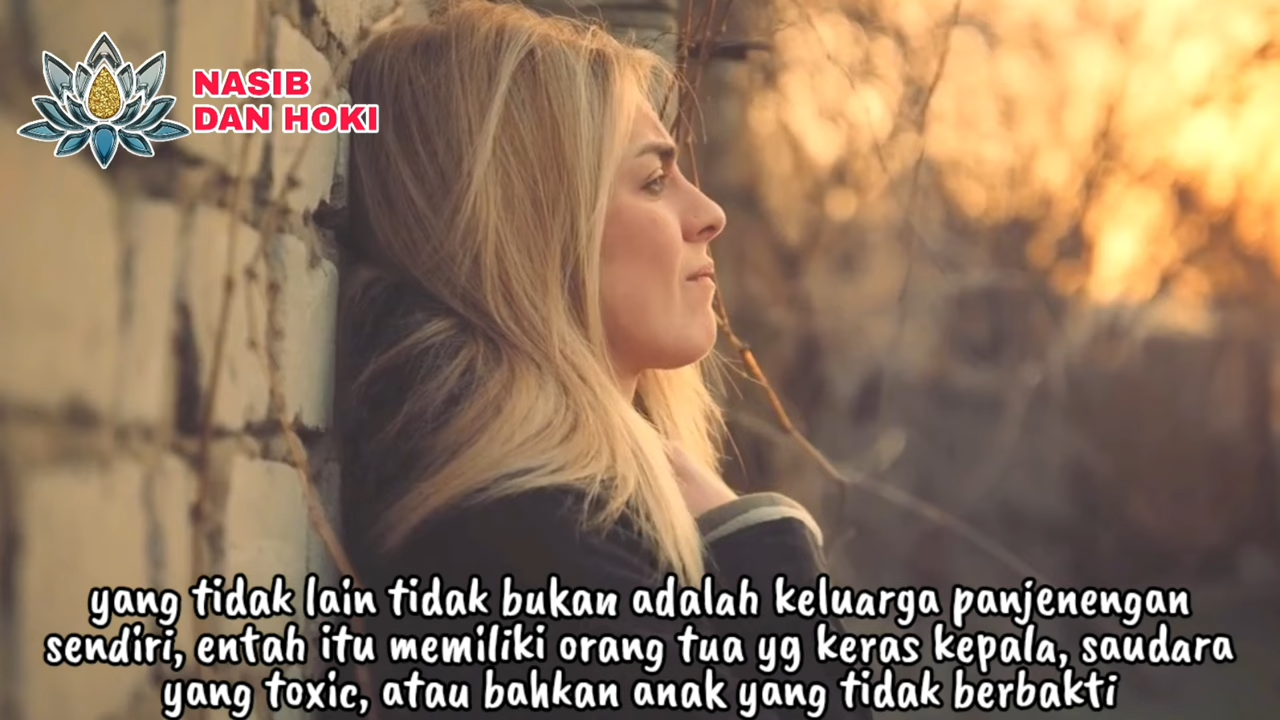 NASIB
DAN HOKI
yang tidak lain tidak bukan adalah keluarga panjenengan
sendiri, entah itu memiliki orang tua yg keras kepala, saudara
yang toxic, atau bahkan anak yang tidak berbakti